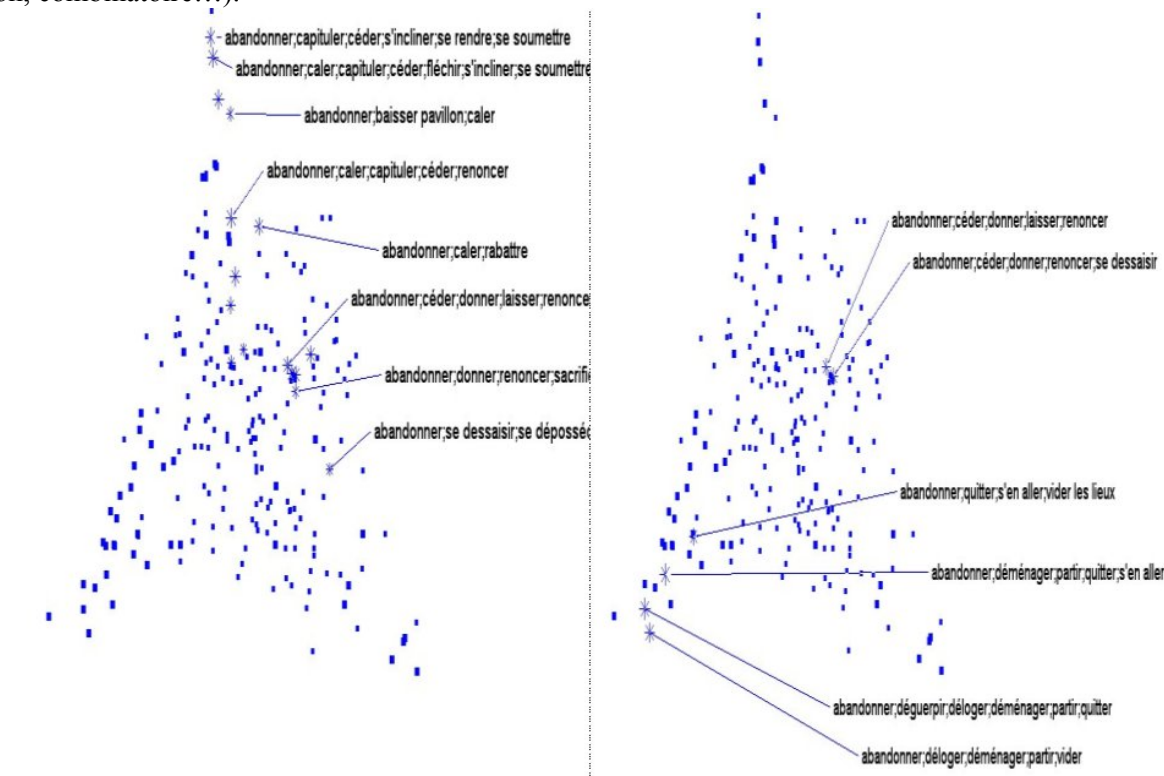 combinatoire…).
abandonner;capituler;céder;s'incliner;se rendre;se soumettre
abandonner;caler;capituler;céder;fléchir;s'incliner;se soumettre
abandonner;baisser pavillon;caler
abandonner;caler;capituler;céder;renoncer
abandonner;caler;rabattre
abandonner;céder;donner;laisser;renonce
abandonner;donner;renoncer;sacrifi
abandonner;se dessaisir;se dépossé
abandonner;céder;donner;laisser;renoncer
abandonner;céder;donner;renoncer;se dessaisir
abandonner;quitter;s'en aller;vider les lieux
abandonner;déménager;partir;quitter;s'en aller
abandonner;déguerpir;déloger;déménager;partir;quitter
abandonner;déloger;déménager;partir;vider